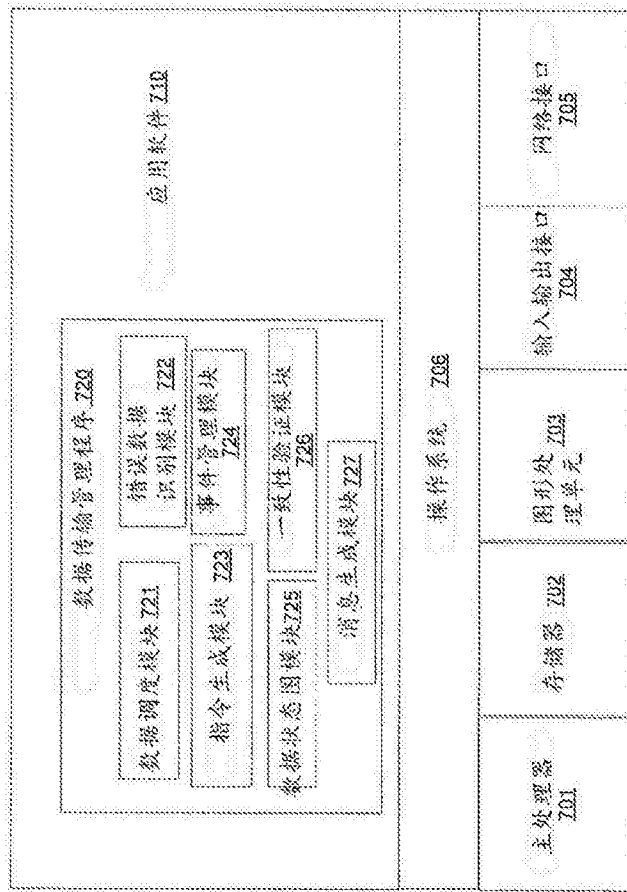 应用软件 710
数据传输管理程序 720
数据调度模块 721
错误数据
识别模块 722
指令生成模块 723
事件管理模块
724
数据状态图模块 725
一致性验证模块
726
消息生成模块 727
操作系统 706
主处理器
701
存储器 702
图形处
理单元 703
输入输出接口
704
网络接口
705